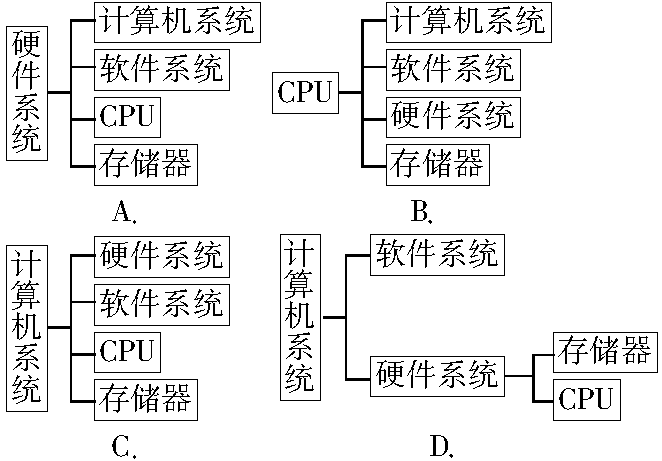 硬件系统
计算机系统
软件系统
CPU
存储器
A.
CPU
计算机系统
软件系统
硬件系统
存储器
B.
计算机系统
硬件系统
软件系统
CPU
存储器
C.
计算机系统
软件系统
硬件系统
存储器
CPU
D.